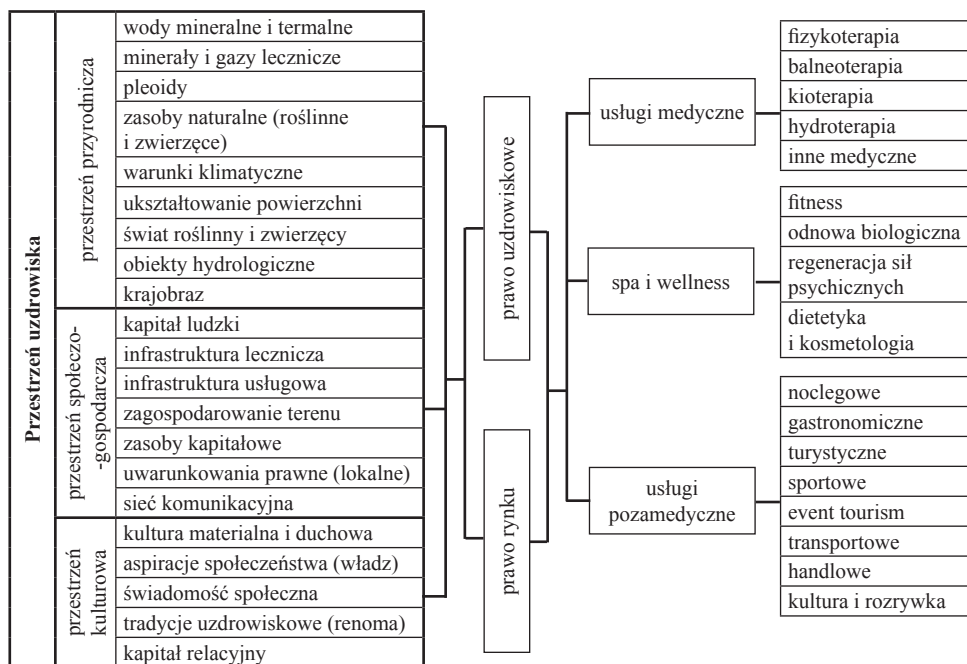 Przestrzeń uzdrowiska
przestrzeń przyrodnicza
wody mineralne i termalne
minerały i gazy lecznicze
pleoidy
zasoby naturalne (roślinne
i zwierzęce)
warunki klimatyczne
ukształtowanie powierzchni
świat roślinny i zwierzęcy
obiekty hydrologiczne
krajobraz
przestrzeń społeczo-
-gospodarcza
kapitał ludzki
infrastruktura lecznicza
infrastruktura usługowa
zagospodarowanie terenu
zasoby kapitałowe
uwarunkowania prawne (lokalne)
sieć komunikacyjna
przestrzeń
kulturowa
kultura materialna i duchowa
aspiracje społeczeństwa (władz)
świadomość społeczna
tradycje uzdrowiskowe (renoma)
kapitał relacyjny
prawo uzdrowiskowe
prawo rynku
usługi medyczne
fizykoterapia
balneoterapia
kioterapia
hydroterapia
inne medyczne
spa i wellness
fitness
odnowa biologiczna
regeneracja sił
psychicznych
dietetyka
i kosmetologia
usługi
pozamedyczne
noclegowe
gastronomiczne
turystyczne
sportowe
event tourism
transportowe
handlowe
kultura i rozrywka